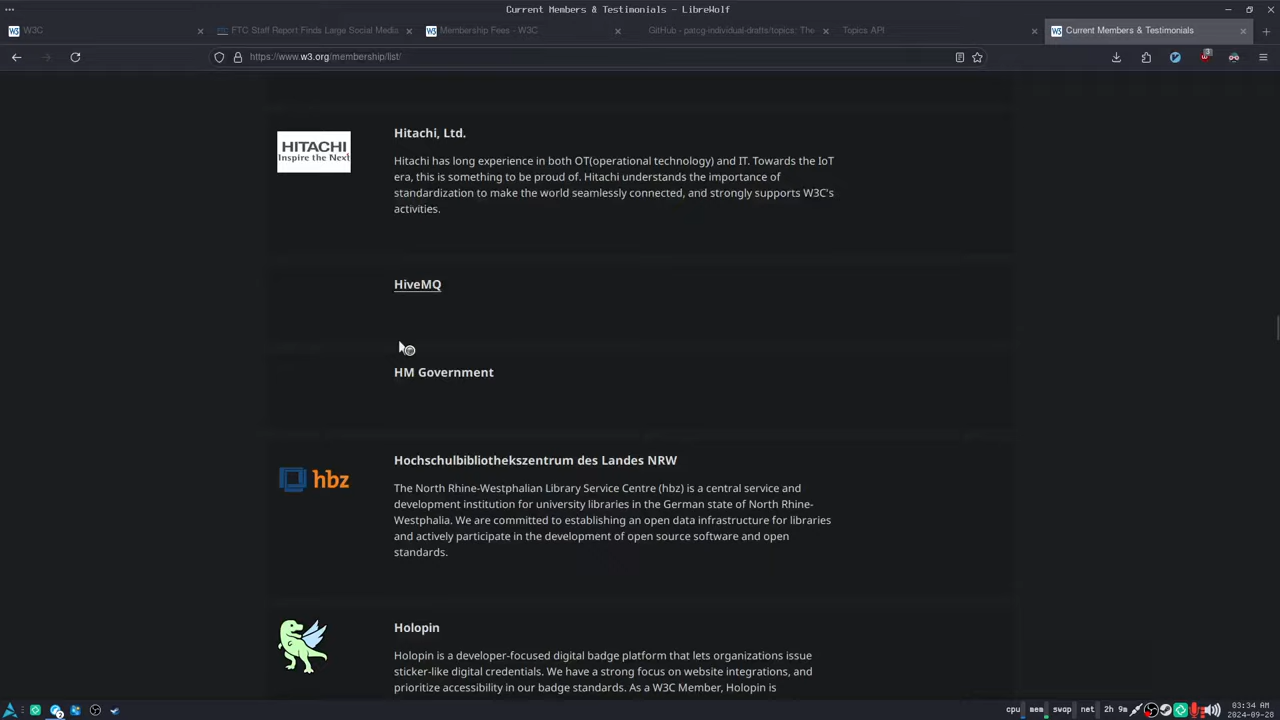 Current Members & Testimonials — LibreWolf
W3C
FTC Staff Report Finds Large Social Media
Membership Fees - W3C
GitHub - patcg-individual-drafts/topics: The
Topics API
Current Members & Testimonials
https://www.w3.org/membership/list/
3
HITACHI
Inspire the Next
Hitachi, Ltd.
Hitachi has long experience in both OT(operational technology) and IT. Towards the IoT
era, this is something to be proud of. Hitachi understands the importance of
standardization to make the world seamlessly connected, and strongly supports W3C's
activities.
HiveMQ
HM Government
hbz
Hochschulbibliothekszentrum des Landes NRW
The North Rhine-Westphalian Library Service Centre (hbz) is a central service and
development institution for university libraries in the German state of North Rhine-
Westphalia. We are committed to establishing an open data infrastructure for libraries
and actively participate in the development of open source software and open
standards.
Holopin
Holopin is a developer-focused digital badge platform that lets organizations issue
sticker-like digital credentials. We have a strong focus on website integrations, and
prioritize accessibility in our badge standards. As a W3C Member, Holopin is
cpu mem swap net 2h 9m
03:34 AM
2024-09-28